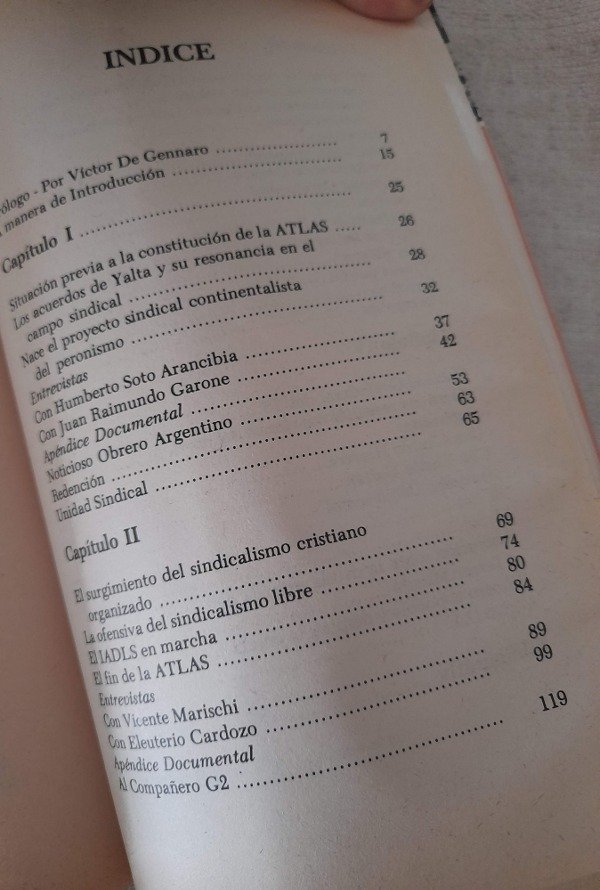 INDICE
ólogo - Por Víctor De Gennaro .................... 7
manera de Introducción .......................... 15
Capítulo I ........................................ 25
Situación previa a la constitución de la ATLAS ..... 26
Los acuerdos de Yalta y su resonancia en el
campo sindical .................................. 28
Nace el proyecto sindical continentalista
del peronismo .................................. 32
Entrevistas
Con Humberto Soto Arancibia ...................... 37
Con Juan Raimundo Garone ........................ 42
Apéndice Documental ..............................
Noticioso Obrero Argentino ........................ 53
Redención ........................................ 63
Unidad Sindical .................................. 65
Capítulo II
El surgimiento del sindicalismo cristiano
organizado ...................................... 69
La ofensiva del sindicalismo libre .................. 74
El IADLS en marcha .............................. 80
El fin de la ATLAS ................................ 84
Entrevistas
Con Vicente Marischi .............................. 89
Con Eleuterio Cardozo ............................ 99
Apéndice Documental
Al Compañero G2 ................................ 119